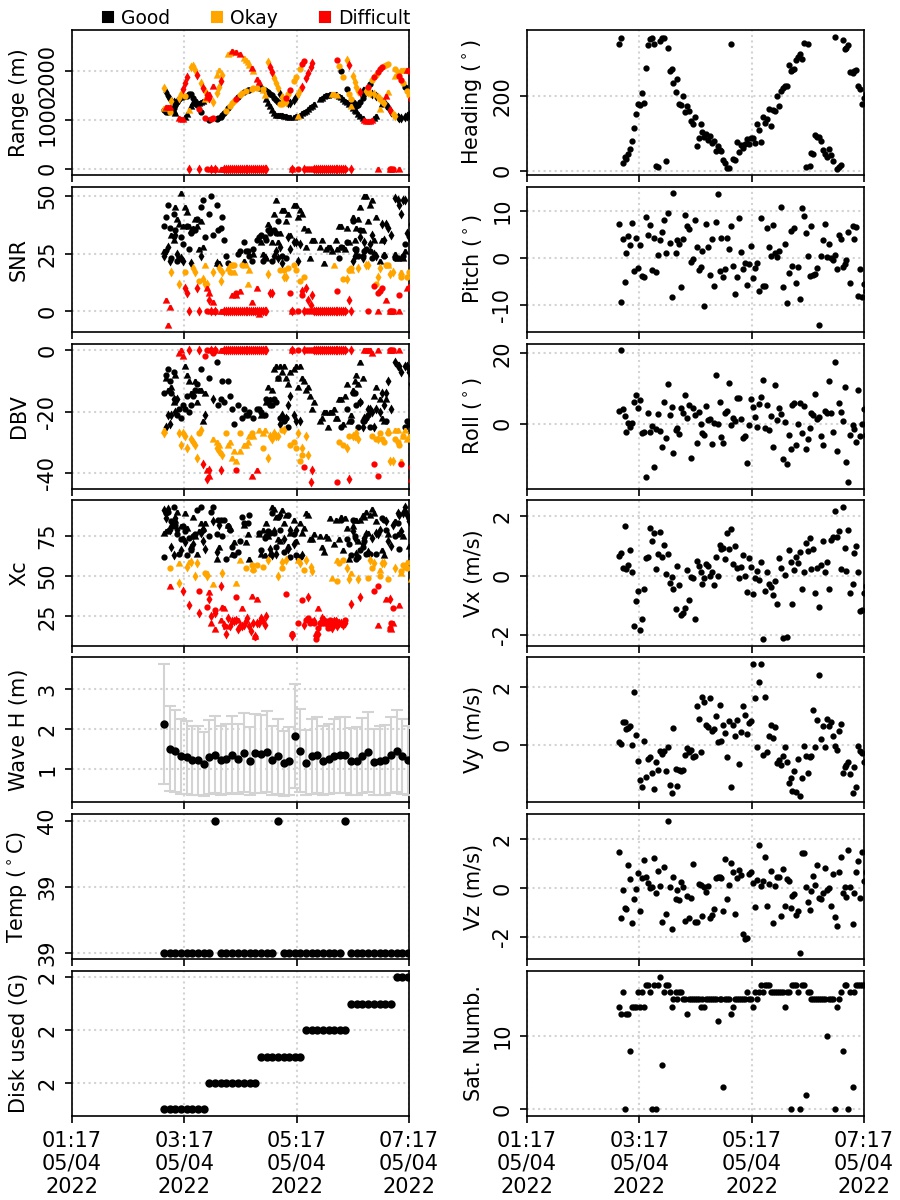 Good Okay Difficult
Range (m)
2000
1000
0
SNR
50
25
0
DBV
0
-20
-40
Xc
75
50
25
Wave H (m)
3
2
1
Temp (°C)
40
39
39
Disk used (G)
2
2
2
01:17 03:17 05:17 07:17
05/04 05/04 05/04 05/04
2022 2022 2022 2022
Heading (°)
200
0
Pitch (°)
10
0
-10
Roll (°)
20
0
Vx (m/s)
2
0
-2
Vy (m/s)
2
0
Vz (m/s)
2
0
-2
Sat. Numb.
10
0
01:17 03:17 05:17 07:17
05/04 05/04 05/04 05/04
2022 2022 2022 2022